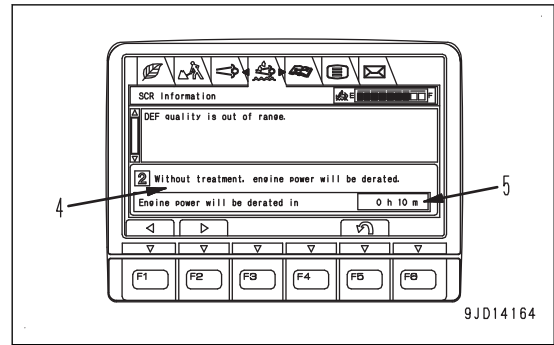 SCR Information
E F
DEF quality is out of range.
2 Without treatment, engine power will be derated.
4
5
Engine power will be derated in 0 h 10 m
F1 F2 F3 F4 F5 F6
9JD14164